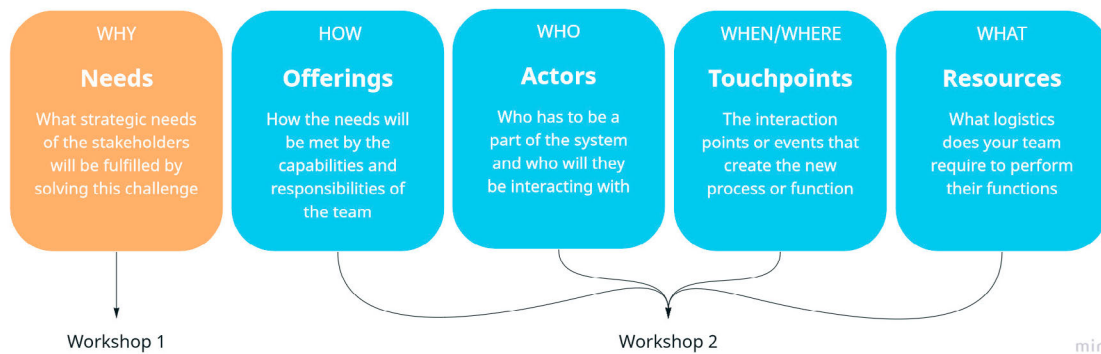 WHY
Needs
What strategic needs
of the stakeholders
will be fulfilled by
solving this challenge
HOW
Offerings
How the needs will
be met by the
capabilities and
responsibilities of
the team
WHO
Actors
Who has to be a
part of the system
and who will they
be interacting with
WHEN/WHERE
Touchpoints
The interaction
points or events that
create the new
process or function
WHAT
Resources
What logistics
does your team
require to perform
their functions
Workshop 1
Workshop 2